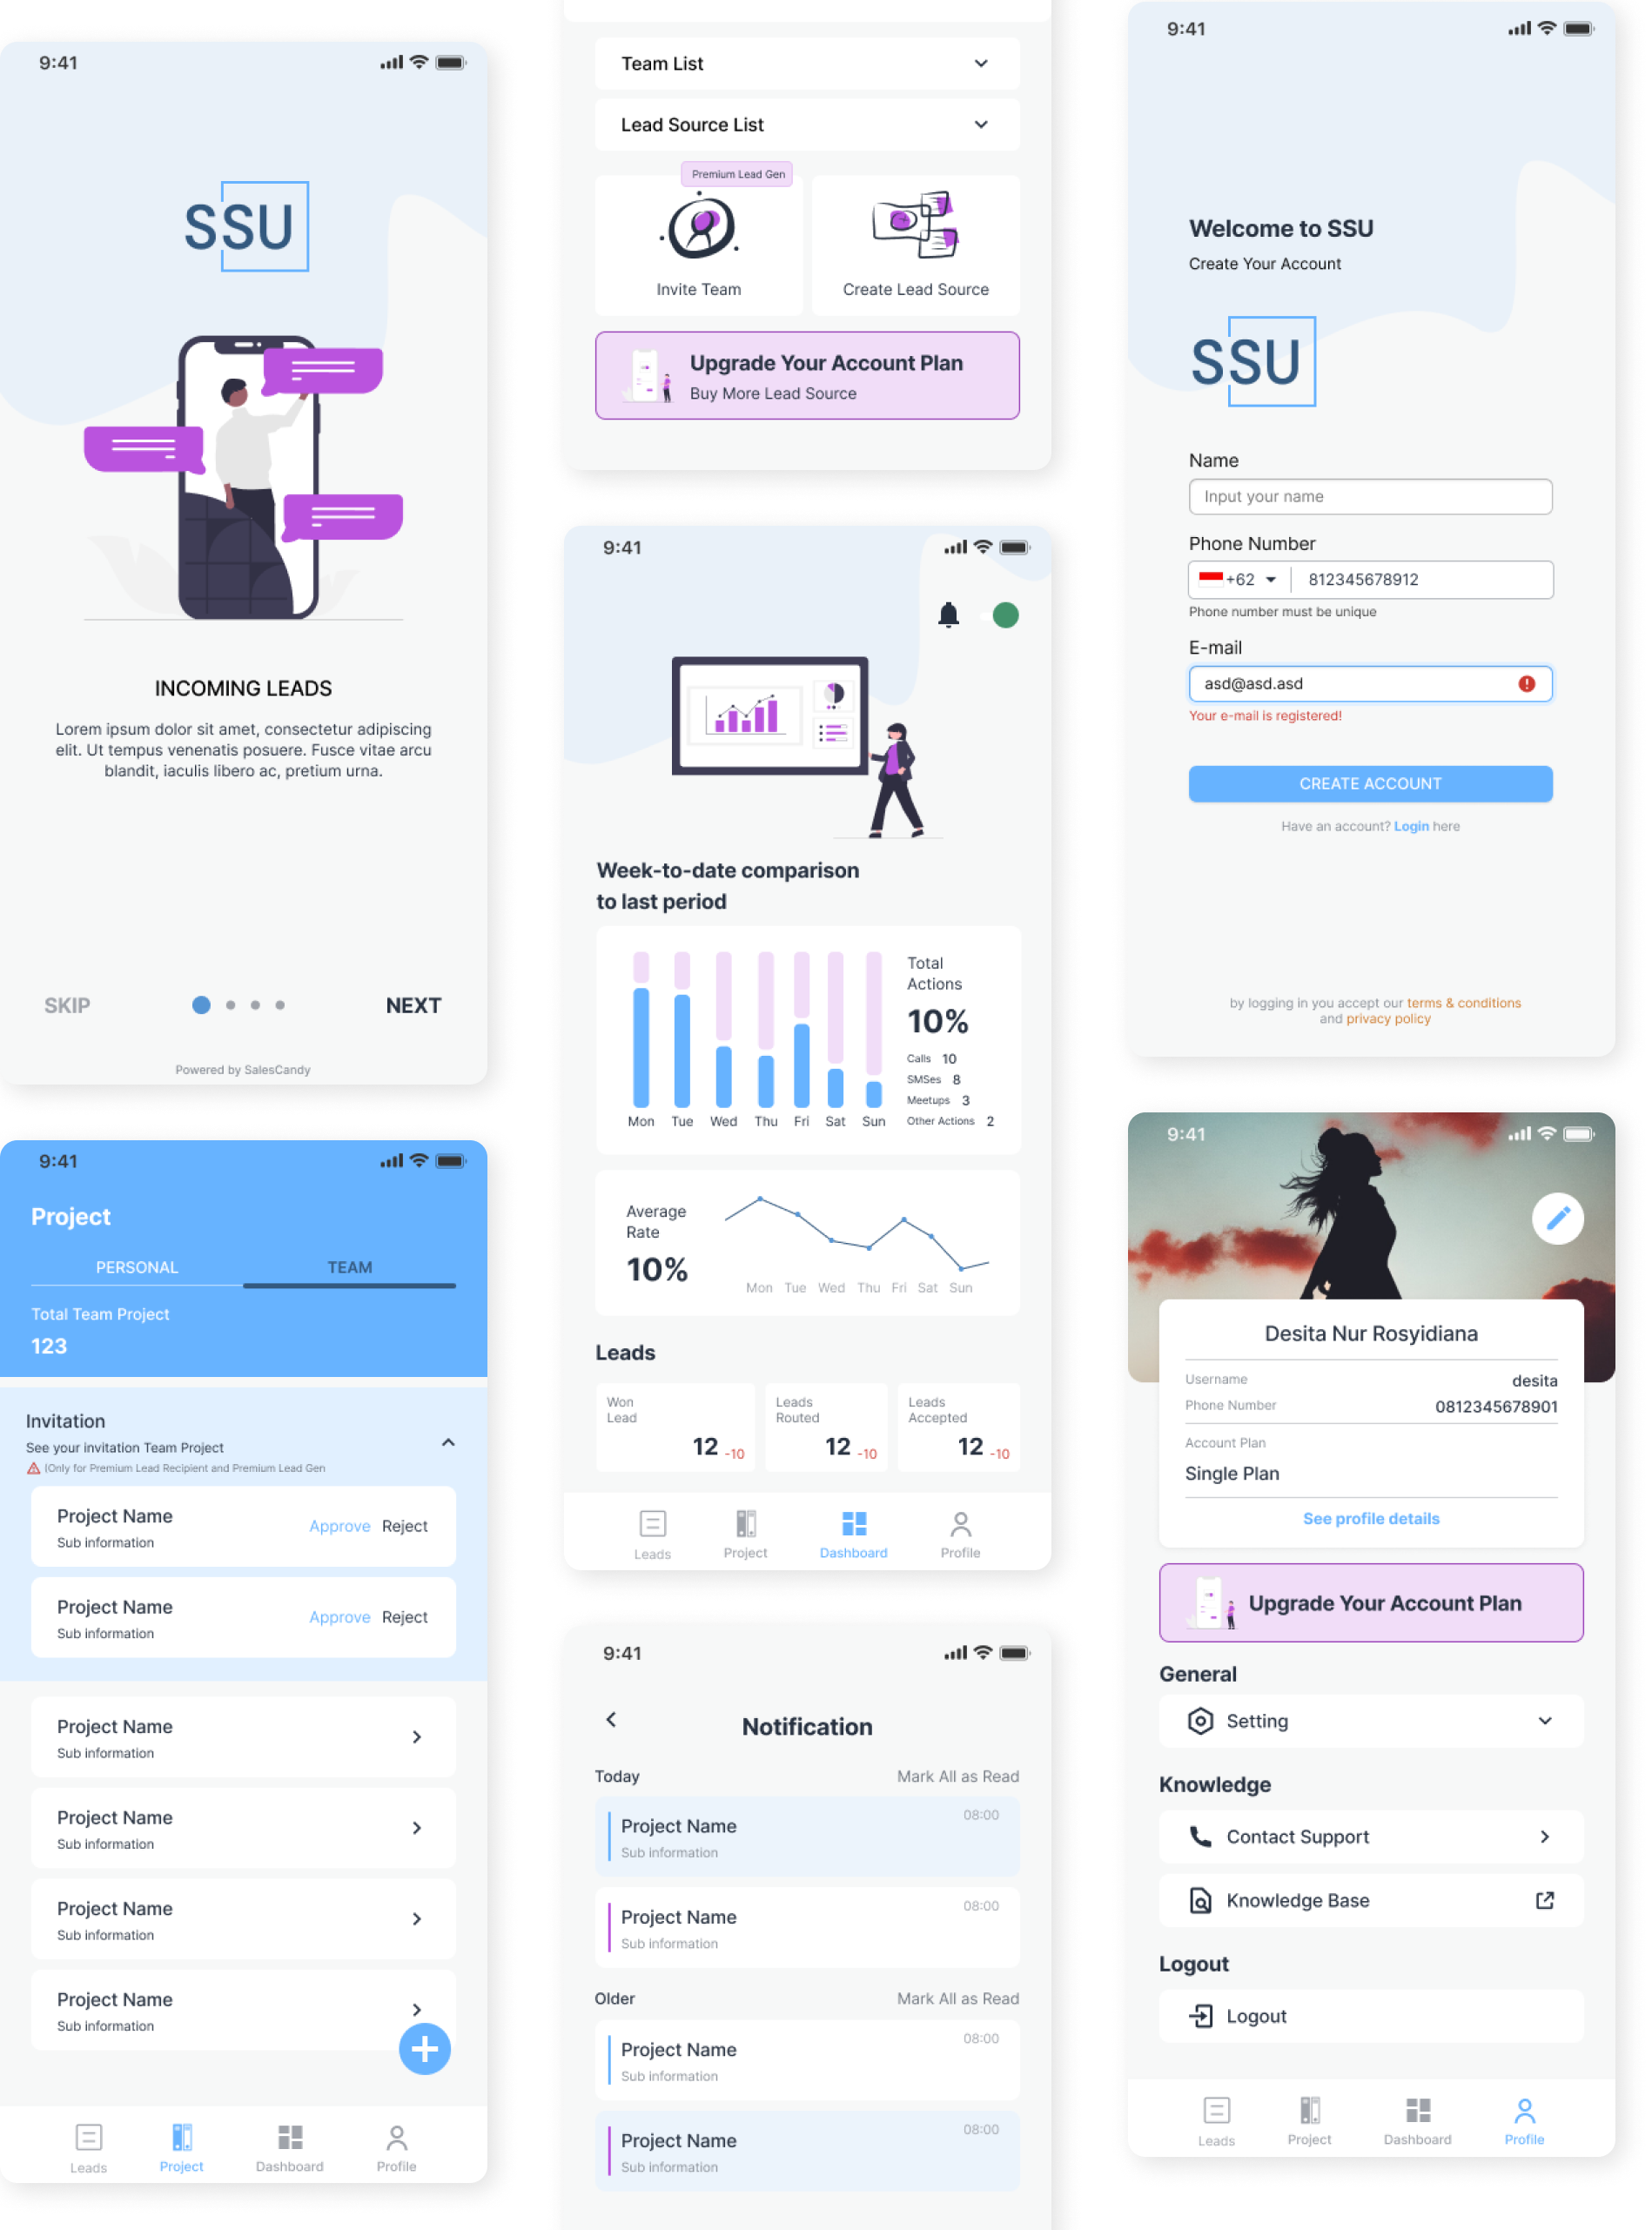 9:41
SSU
INCOMING LEADS
Lorem ipsum dolor sit amet, consectetur adipiscing
elit. Ut tempus venenatis posuere. Fusce vitae arcu
blandit, iaculis libero ac, pretium urna.
SKIP
NEXT
Powered by SalesCandy
9:41
Project
PERSONAL
TEAM
Total Team Project
123
Invitation
See your invitation Team Project
(Only for Premium Lead Recipient and Premium Lead Gen
Project Name
Sub information
Approve Reject
Project Name
Sub information
Approve Reject
Project Name
Sub information
Project Name
Sub information
Project Name
Sub information
Project Name
Sub information
Leads
Project
Dashboard
Profile
Team List
Lead Source List
Premium Lead Gen
Invite Team
Create Lead Source
Upgrade Your Account Plan
Buy More Lead Source
9:41
Week-to-date comparison
to last period
Mon Tue Wed Thu Fri Sat Sun
Total
Actions
10%
Calls 10
SMSes 8
Meetups 3
Other Actions 2
Average
Rate
10%
Mon Tue Wed Thu Fri Sat Sun
Leads
Won
Lead
12 -10
Leads
Routed
12 -10
Leads
Accepted
12 -10
Leads
Project
Dashboard
Profile
9:41
Notification
Today
Mark All as Read
Project Name
08:00
Sub information
Project Name
08:00
Sub information
Older
Mark All as Read
Project Name
08:00
Sub information
Project Name
08:00
Sub information
9:41
Welcome to SSU
Create Your Account
SSU
Name
Input your name
Phone Number
+62
812345678912
Phone number must be unique
E-mail
asd@asd.asd
Your e-mail is registered!
CREATE ACCOUNT
Have an account? Login here
by logging in you accept our terms & conditions
and privacy policy
9:41
Desita Nur Rosyidiana
Username
desita
Phone Number
0812345678901
Account Plan
Single Plan
See profile details
Upgrade Your Account Plan
General
Setting
Knowledge
Contact Support
Knowledge Base
Logout
Logout
Leads
Project
Dashboard
Profile